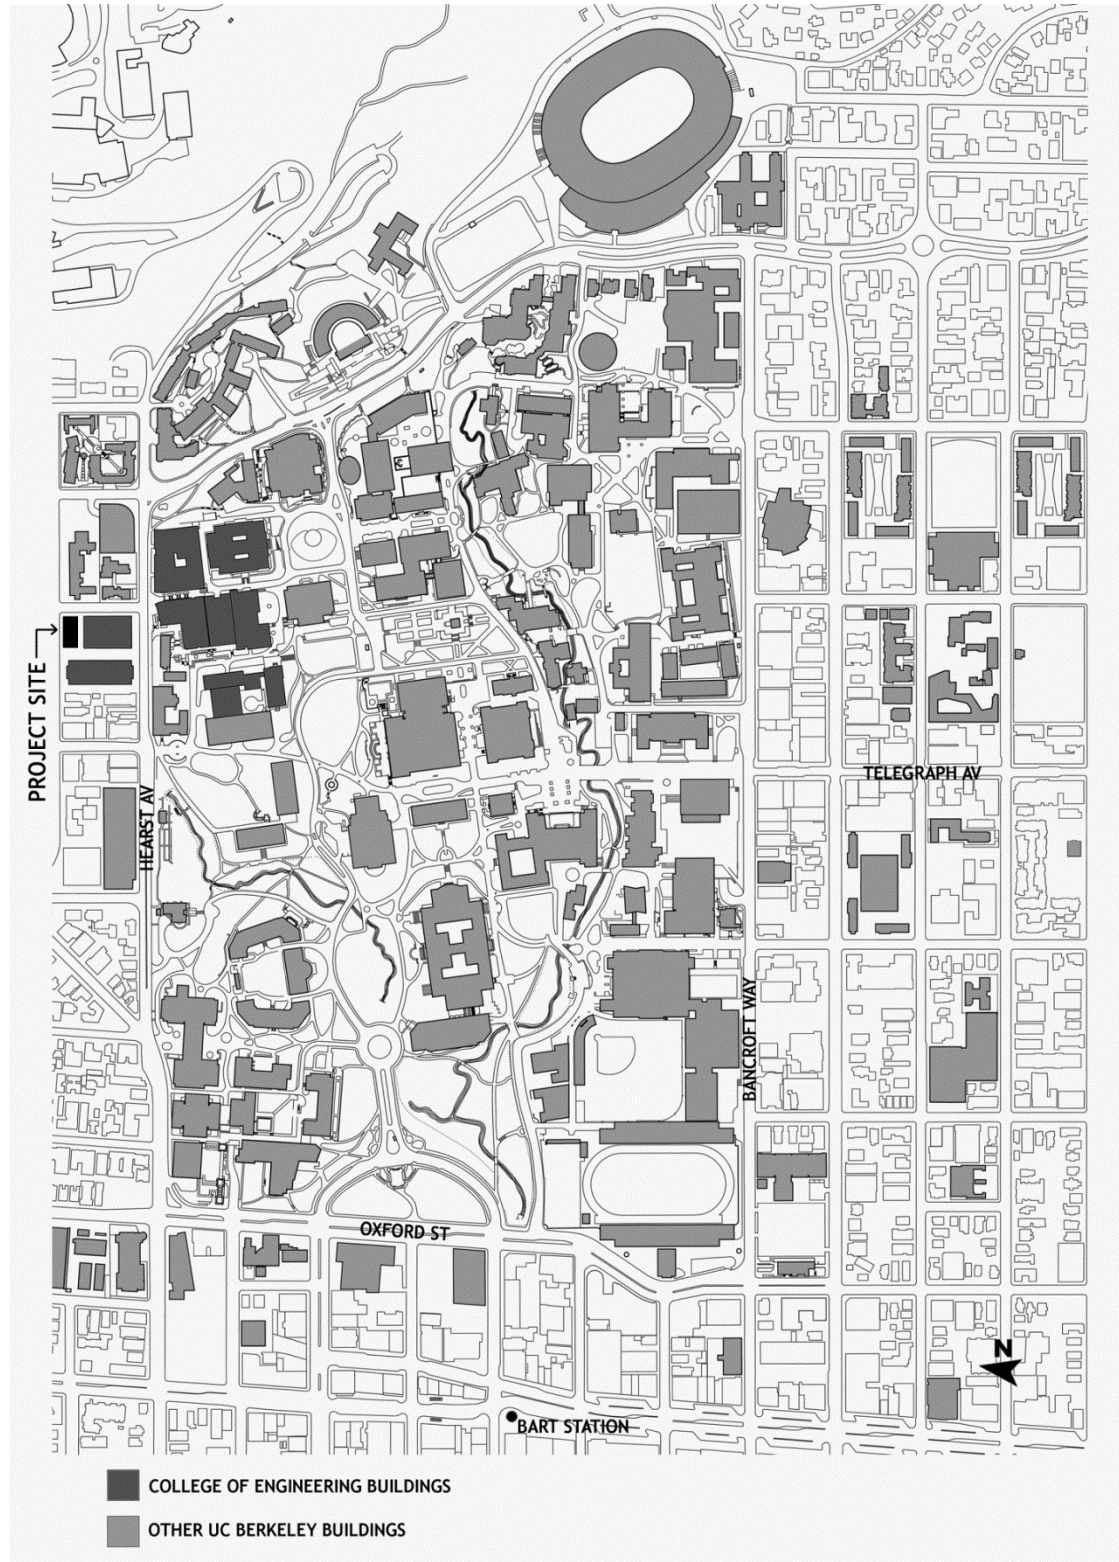 PROJECT SITE
HEARST AV
TELEGRAPH AV
BANCROFT WAY
OXFORD ST
N
BART STATION
COLLEGE OF ENGINEERING BUILDINGS
OTHER UC BERKELEY BUILDINGS